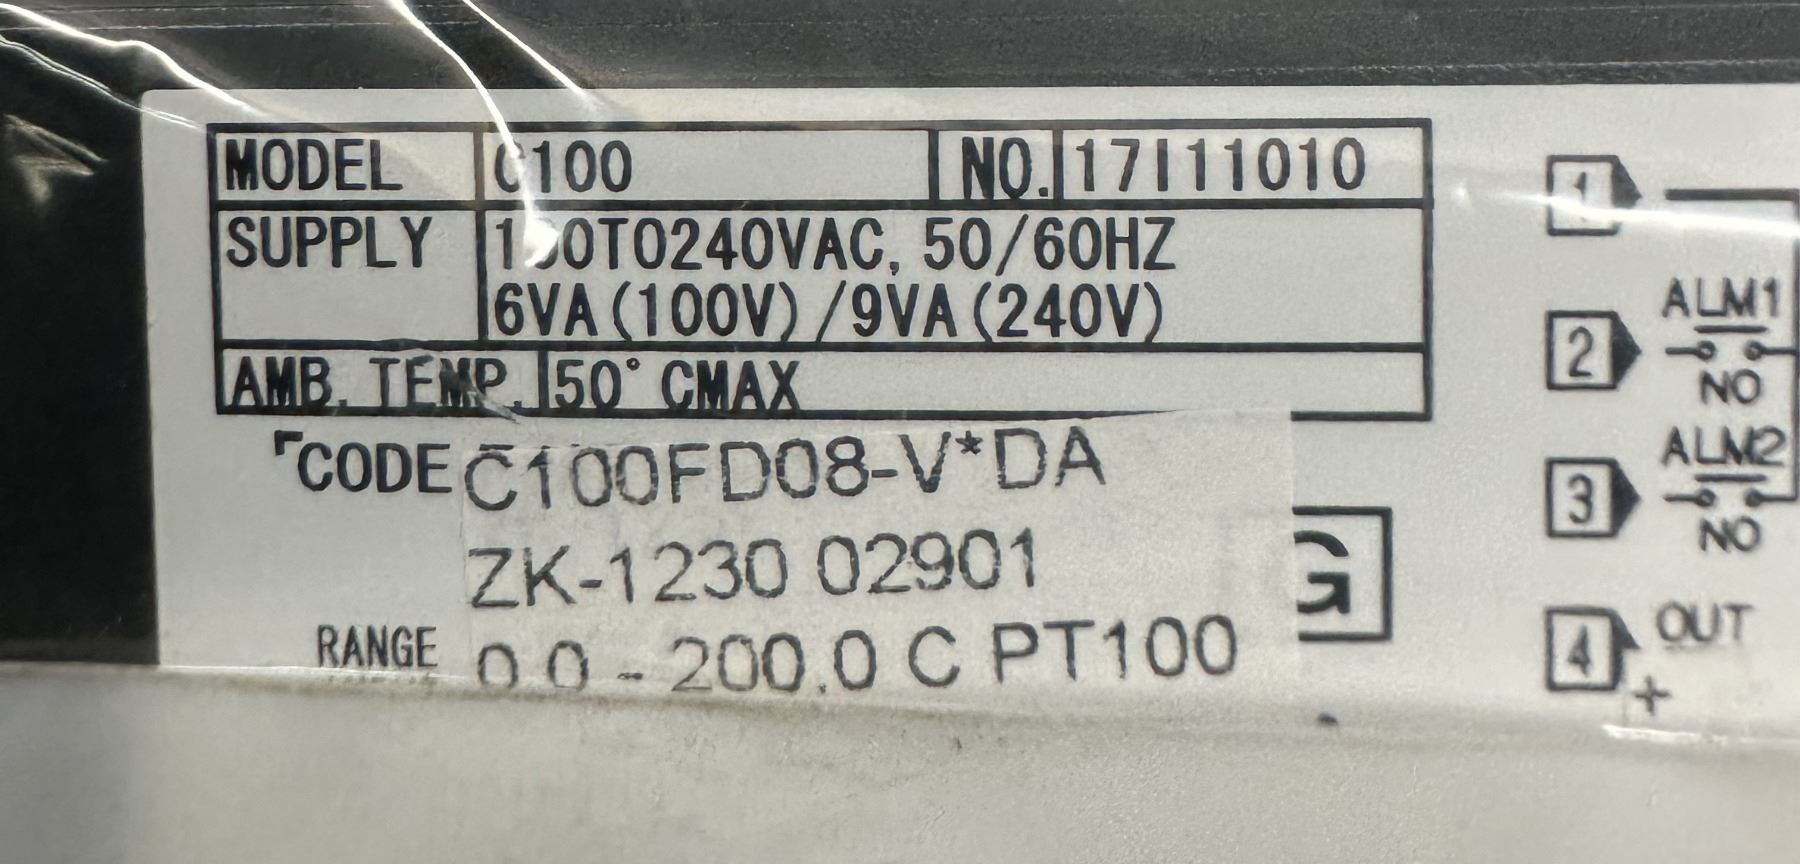 MODEL C100 NO. 17I11010
SUPPLY 100TO240VAC, 50/60HZ
6VA(100V)/9VA(240V)
AMB. TEMP. 50°CMAX
CODE C100FD08-V*DA
ZK-1230 02901
RANGE 0.0 - 200.0 C PT100
1
2 ALM1
NO
3 ALM2
NO
4 OUT
+